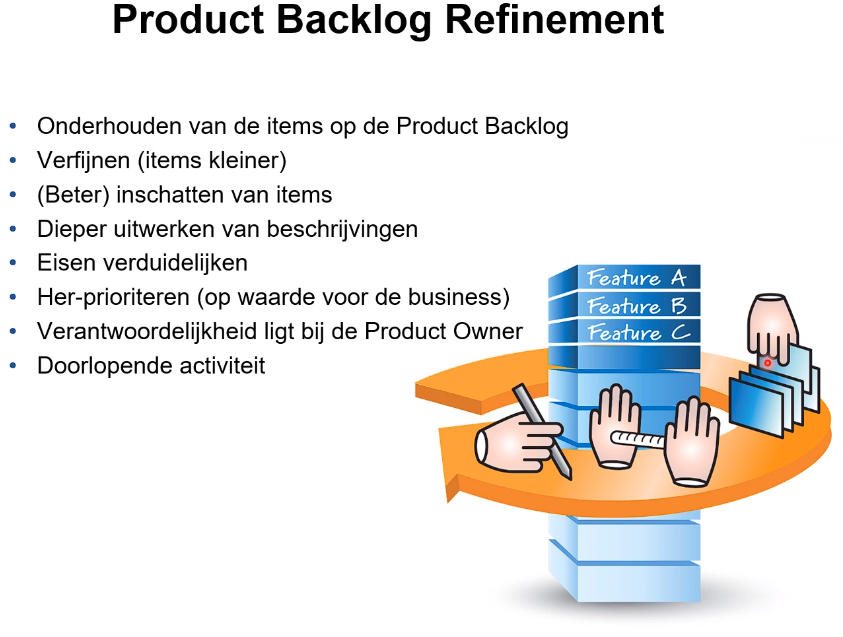 Product Backlog Refinement
• Onderhouden van de items op de Product Backlog
• Verfijnen (items kleiner)
• (Beter) inschatten van items
• Dieper uitwerken van beschrijvingen
• Eisen verduidelijken
• Her-prioriteren (op waarde voor de business)
• Verantwoordelijkheid ligt bij de Product Owner
• Doorlopende activiteit
Feature A
Feature B
Feature C